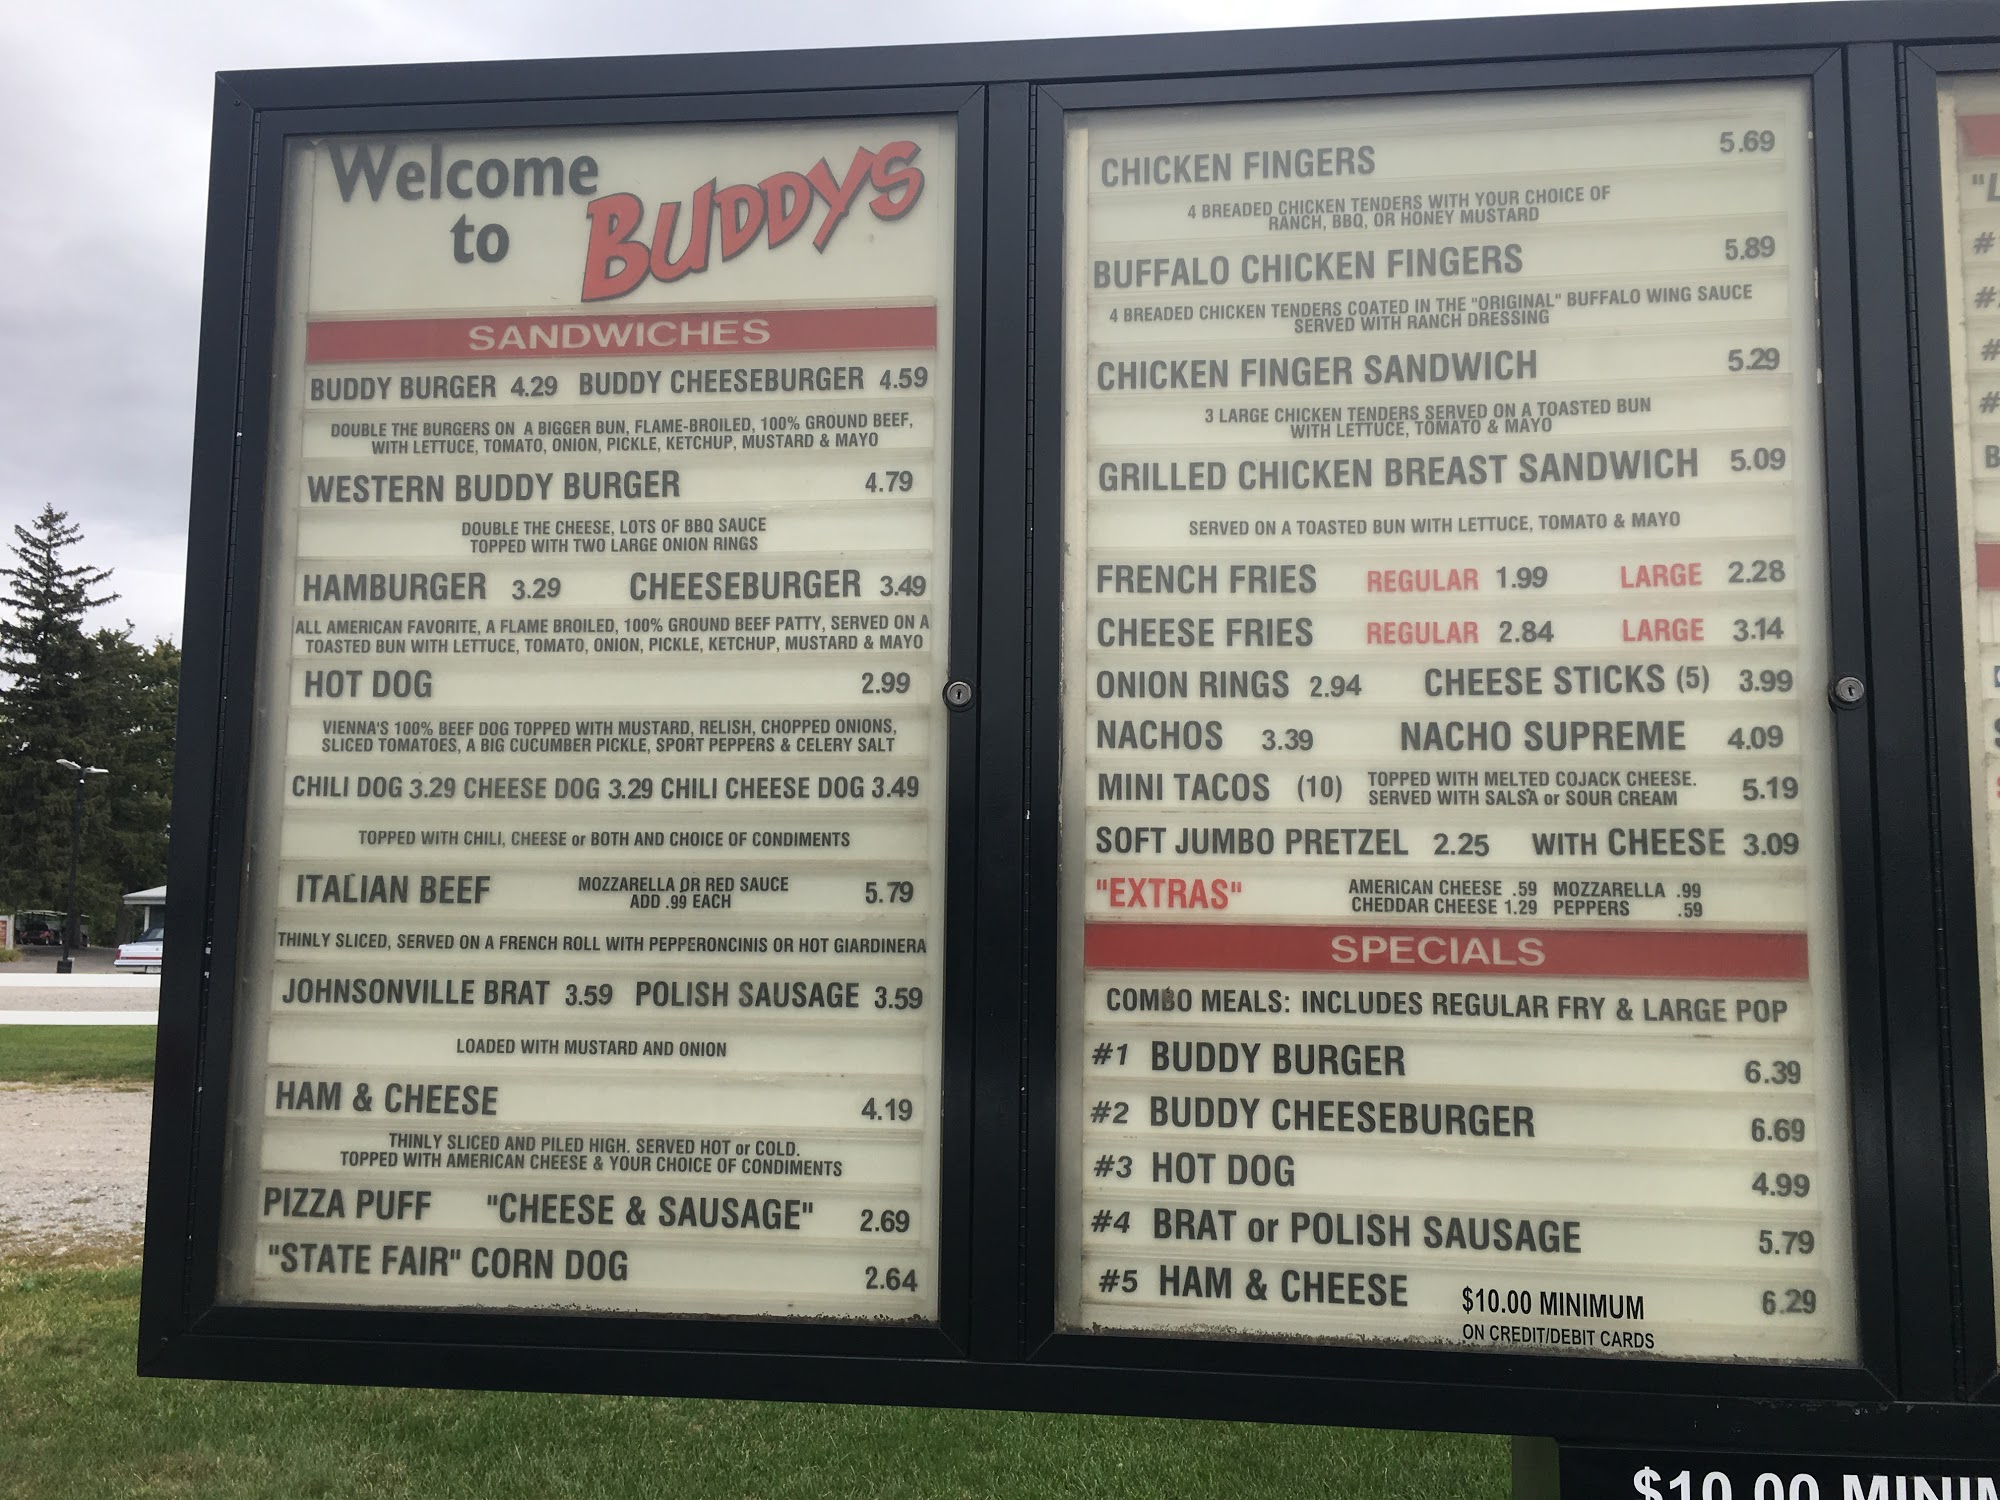 Welcome
to BUDDYS
SANDWICHES
BUDDY BURGER 4.29 BUDDY CHEESEBURGER 4.59
DOUBLE THE BURGERS ON A BIGGER BUN, FLAME-BROILED, 100% GROUND BEEF,
WITH LETTUCE, TOMATO, ONION, PICKLE, KETCHUP, MUSTARD & MAYO
WESTERN BUDDY BURGER 4.79
DOUBLE THE CHEESE, LOTS OF BBQ SAUCE
TOPPED WITH TWO LARGE ONION RINGS
HAMBURGER 3.29 CHEESEBURGER 3.49
ALL AMERICAN FAVORITE, A FLAME BROILED, 100% GROUND BEEF PATTY, SERVED ON A
TOASTED BUN WITH LETTUCE, TOMATO, ONION, PICKLE, KETCHUP, MUSTARD & MAYO
HOT DOG 2.99
VIENNA'S 100% BEEF DOG TOPPED WITH MUSTARD, RELISH, CHOPPED ONIONS,
SLICED TOMATOES, A BIG CUCUMBER PICKLE, SPORT PEPPERS & CELERY SALT
CHILI DOG 3.29 CHEESE DOG 3.29 CHILI CHEESE DOG 3.49
TOPPED WITH CHILI, CHEESE or BOTH AND CHOICE OF CONDIMENTS
ITALIAN BEEF MOZZARELLA OR RED SAUCE 5.79
ADD .99 EACH
THINLY SLICED, SERVED ON A FRENCH ROLL WITH PEPPERONCINIS OR HOT GIARDINERA
JOHNSONVILLE BRAT 3.59 POLISH SAUSAGE 3.59
LOADED WITH MUSTARD AND ONION
HAM & CHEESE 4.19
THINLY SLICED AND PILED HIGH. SERVED HOT or COLD.
TOPPED WITH AMERICAN CHEESE & YOUR CHOICE OF CONDIMENTS
PIZZA PUFF "CHEESE & SAUSAGE" 2.69
"STATE FAIR" CORN DOG 2.64
CHICKEN FINGERS 5.69
4 BREADED CHICKEN TENDERS WITH YOUR CHOICE OF
RANCH, BBQ, OR HONEY MUSTARD
BUFFALO CHICKEN FINGERS 5.89
4 BREADED CHICKEN TENDERS COATED IN THE "ORIGINAL" BUFFALO WING SAUCE
SERVED WITH RANCH DRESSING
CHICKEN FINGER SANDWICH 5.29
3 LARGE CHICKEN TENDERS SERVED ON A TOASTED BUN
WITH LETTUCE, TOMATO & MAYO
GRILLED CHICKEN BREAST SANDWICH 5.09
SERVED ON A TOASTED BUN WITH LETTUCE, TOMATO & MAYO
FRENCH FRIES REGULAR 1.99 LARGE 2.28
CHEESE FRIES REGULAR 2.84 LARGE 3.14
ONION RINGS 2.94 CHEESE STICKS (5) 3.99
NACHOS 3.39 NACHO SUPREME 4.09
MINI TACOS (10) TOPPED WITH MELTED COJACK CHEESE. 5.19
SERVED WITH SALSA or SOUR CREAM
SOFT JUMBO PRETZEL 2.25 WITH CHEESE 3.09
"EXTRAS" AMERICAN CHEESE .59 MOZZARELLA .99
CHEDDAR CHEESE 1.29 PEPPERS .59
SPECIALS
COMBO MEALS: INCLUDES REGULAR FRY & LARGE POP
#1 BUDDY BURGER 6.39
#2 BUDDY CHEESEBURGER 6.69
#3 HOT DOG 4.99
#4 BRAT or POLISH SAUSAGE 5.79
#5 HAM & CHEESE 6.29
$10.00 MINIMUM
ON CREDIT/DEBIT CARDS
$10.00